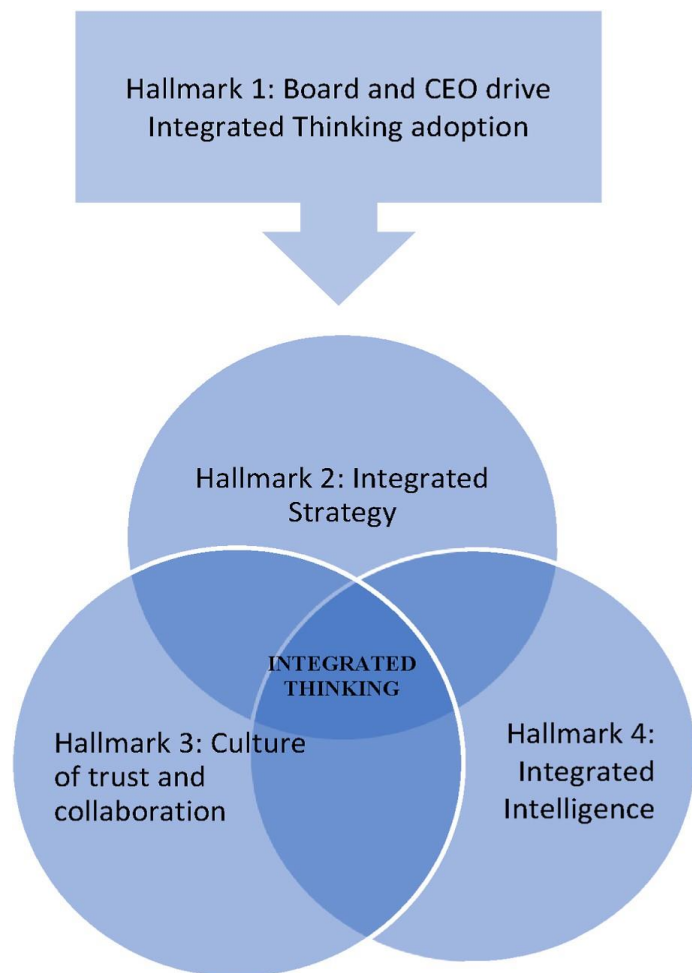 Hallmark 1: Board and CEO drive
Integrated Thinking adoption
Hallmark 2: Integrated
Strategy
INTEGRATED
THINKING
Hallmark 3: Culture
of trust and
collaboration
Hallmark 4:
Integrated
Intelligence